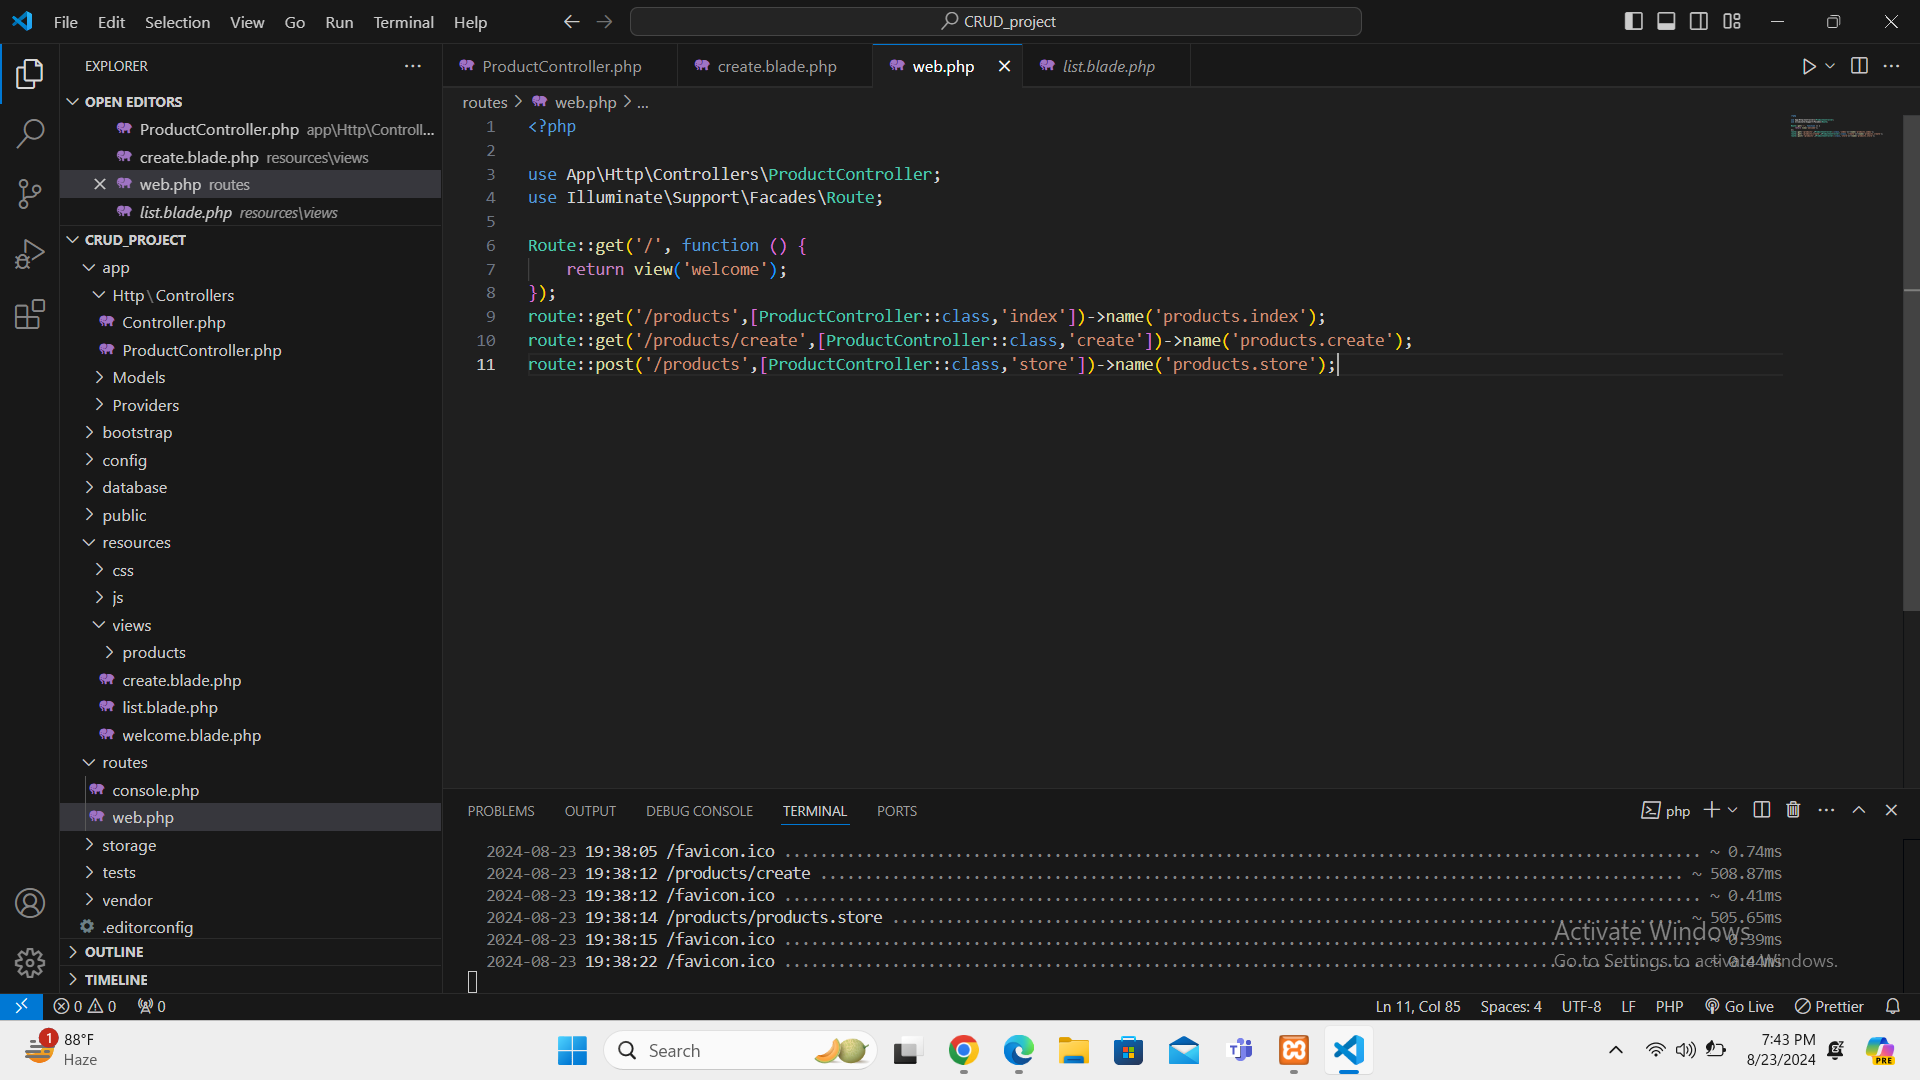 File Edit Selection View Go Run Terminal Help
CRUD_project
EXPLORER
OPEN EDITORS
ProductController.php app\Http\Controll...
create.blade.php resources\views
web.php routes
list.blade.php resources\views
CRUD_PROJECT
app
Http\Controllers
Controller.php
ProductController.php
Models
Providers
bootstrap
config
database
public
resources
css
js
views
products
create.blade.php
list.blade.php
welcome.blade.php
routes
console.php
web.php
storage
tests
vendor
.editorconfig
OUTLINE
TIMELINE
ProductController.php
create.blade.php
web.php
list.blade.php
routes > web.php > ...
1 <?php
2
3 use App\Http\Controllers\ProductController;
4 use Illuminate\Support\Facades\Route;
5
6 Route::get('/', function () {
7 return view('welcome');
8 });
9 route::get('/products',[ProductController::class,'index'])->name('products.index');
10 route::get('/products/create',[ProductController::class,'create'])->name('products.create');
11 route::post('/products',[ProductController::class,'store'])->name('products.store');
PROBLEMS OUTPUT DEBUG CONSOLE TERMINAL PORTS
php
2024-08-23 19:38:05 /favicon.ico ~ 0.74ms
2024-08-23 19:38:12 /products/create ~ 508.87ms
2024-08-23 19:38:12 /favicon.ico ~ 0.41ms
2024-08-23 19:38:14 /products/products.store ~ 505.65ms
2024-08-23 19:38:15 /favicon.ico ~ 0.39ms
2024-08-23 19:38:22 /favicon.ico ~ 0.44ms
Activate Windows
Go to Settings to activate Windows.
0 0 0
Ln 11, Col 85 Spaces: 4 UTF-8 LF PHP Go Live Prettier
1
88°F
Haze
Search
7:43 PM
8/23/2024
PRE